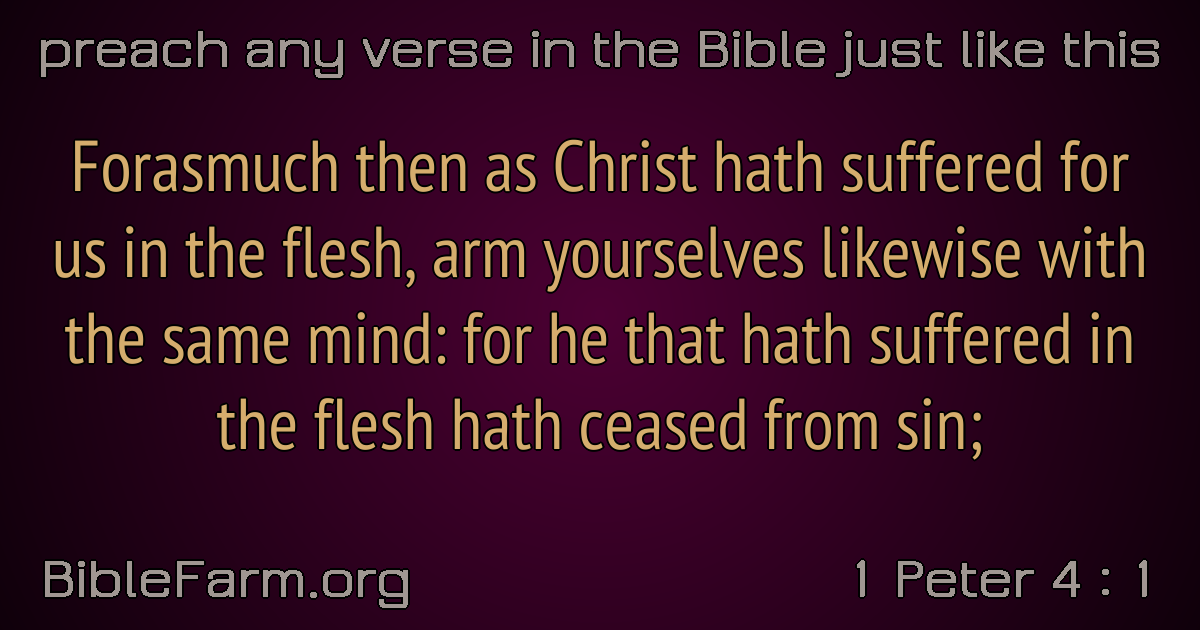 preach any verse in the Bible just like this
Forasmuch then as Christ hath suffered for
us in the flesh, arm yourselves likewise with
the same mind: for he that hath suffered in
the flesh hath ceased from sin;
BibleFarm.org
1 Peter 4 : 1